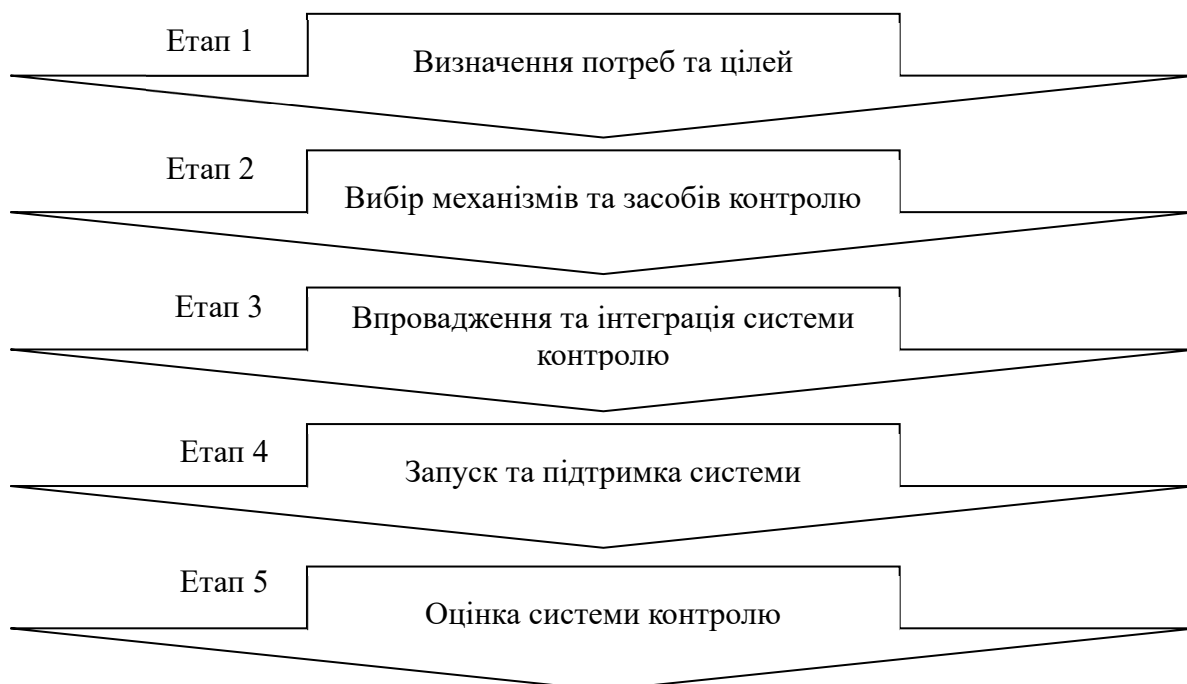 Етап 1
Визначення потреб та цілей
Етап 2
Вибір механізмів та засобів контролю
Етап 3
Впровадження та інтеграція системи
контролю
Етап 4
Запуск та підтримка системи
Етап 5
Оцінка системи контролю